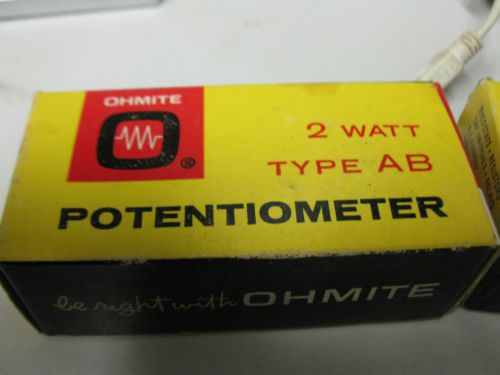 OHMITE
®
2 WATT
TYPE AB
POTENTIOMETER
be right with OHMITE